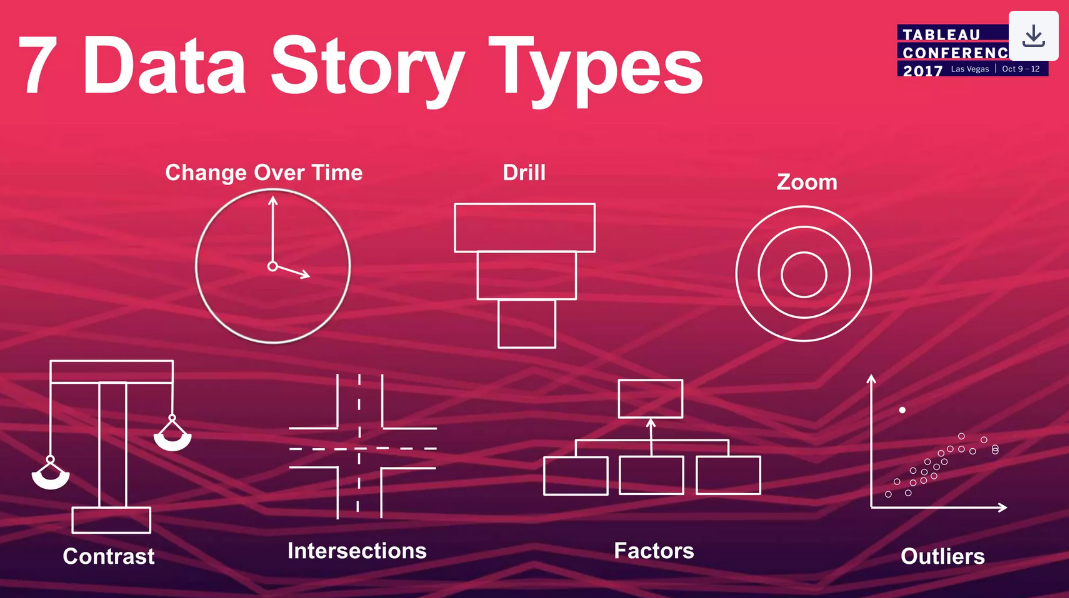 7 Data Story Types
TABLEAU
CONFERENC
2017 Las Vegas | Oct 9 - 12
Change Over Time
Drill
Zoom
Contrast
Intersections
Factors
Outliers